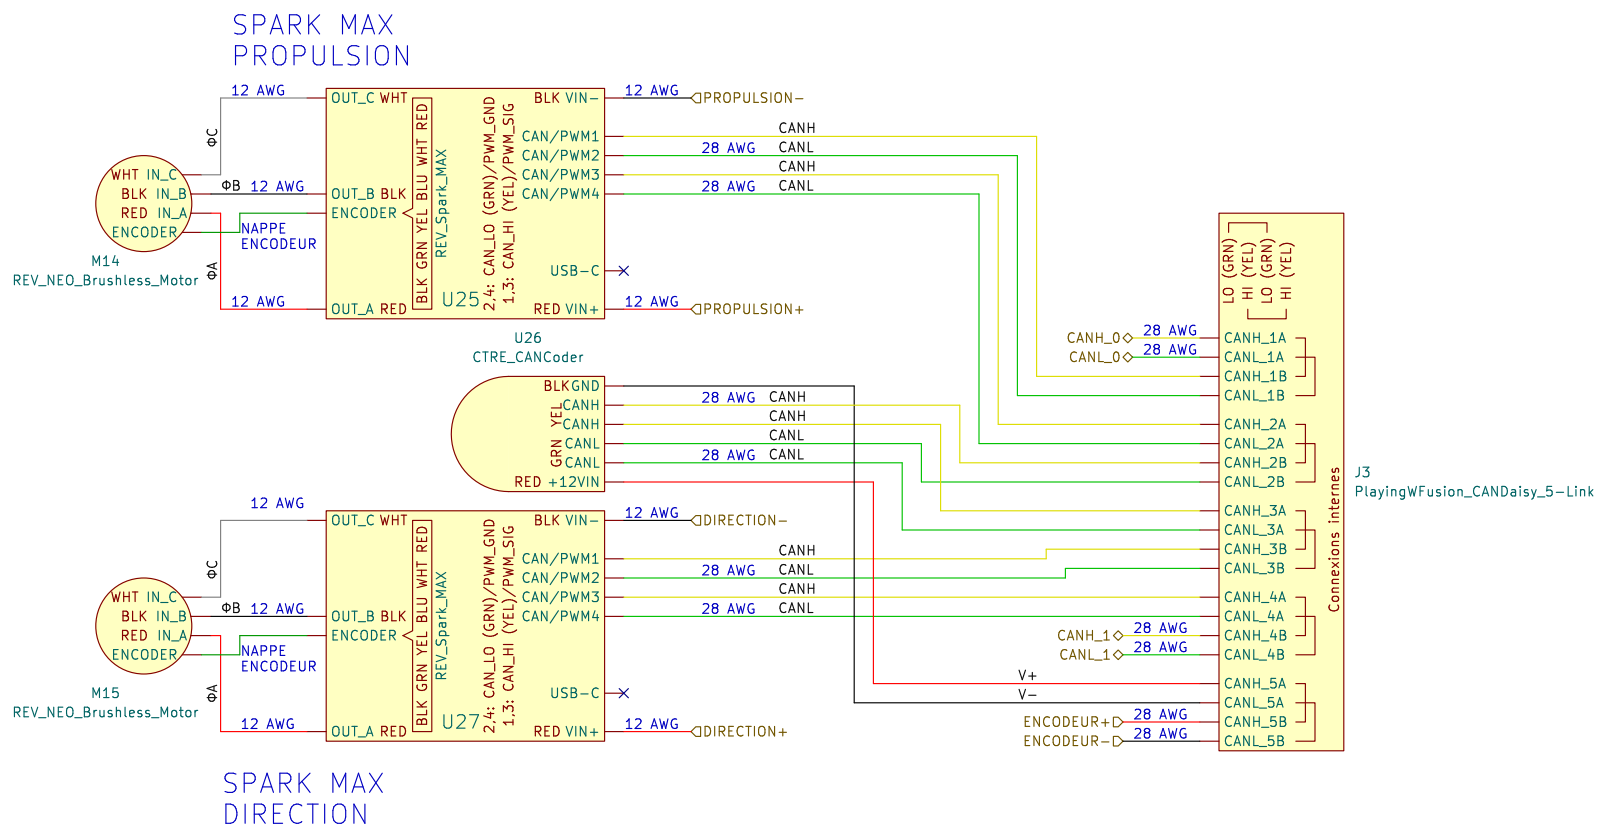 SPARK MAX
PROPULSION
12 AWG
ΦC
WHT IN_C
BLK IN_B
RED IN_A
ENCODER
ΦB
12 AWG
NAPPE
ENCODEUR
ΦA
12 AWG
M14
REV_NEO_Brushless_Motor
OUT_C WHT
OUT_B BLK
ENCODER
OUT_A RED
BLK GRN YEL BLU WHT RED
REV_Spark_MAX
U25
2,4: CAN_LO (GRN)/PWM_GND
1,3: CAN_HI (YEL)/PWM_SIG
BLK VIN-
CAN/PWM1
CAN/PWM2
CAN/PWM3
CAN/PWM4
USB-C
RED VIN+
12 AWG
PROPULSION-
CANH
28 AWG CANL
CANH
28 AWG CANL
12 AWG
PROPULSION+
U26
CTRE_CANCoder
BLK GND
YEL
CANH
CANH
GRN
CANL
CANL
RED +12VIN
28 AWG CANH
CANH
CANL
28 AWG CANL
12 AWG
ΦC
WHT IN_C
BLK IN_B
RED IN_A
ENCODER
ΦB
12 AWG
NAPPE
ENCODEUR
ΦA
12 AWG
M15
REV_NEO_Brushless_Motor
OUT_C WHT
OUT_B BLK
ENCODER
OUT_A RED
BLK GRN YEL BLU WHT RED
REV_Spark_MAX
U27
2,4: CAN_LO (GRN)/PWM_GND
1,3: CAN_HI (YEL)/PWM_SIG
BLK VIN-
CAN/PWM1
CAN/PWM2
CAN/PWM3
CAN/PWM4
USB-C
RED VIN+
12 AWG
DIRECTION-
CANH
28 AWG CANL
CANH
28 AWG CANL
12 AWG
DIRECTION+
SPARK MAX
DIRECTION
LO (GRN)
HI (YEL)
LO (GRN)
HI (YEL)
CANH_0 28 AWG CANH_1A
CANL_0 28 AWG CANL_1A
CANH_1B
CANL_1B
CANH_2A
CANL_2A
CANH_2B
CANL_2B
CANH_3A
CANL_3A
CANH_3B
CANL_3B
CANH_4A
CANL_4A
CANH_1 28 AWG CANH_4B
CANL_1 28 AWG CANL_4B
V+ CANH_5A
V- CANL_5A
ENCODEUR+ 28 AWG CANH_5B
ENCODEUR- 28 AWG CANL_5B
Connexions internes
J3
PlayingWFusion_CANDaisy_5-Link